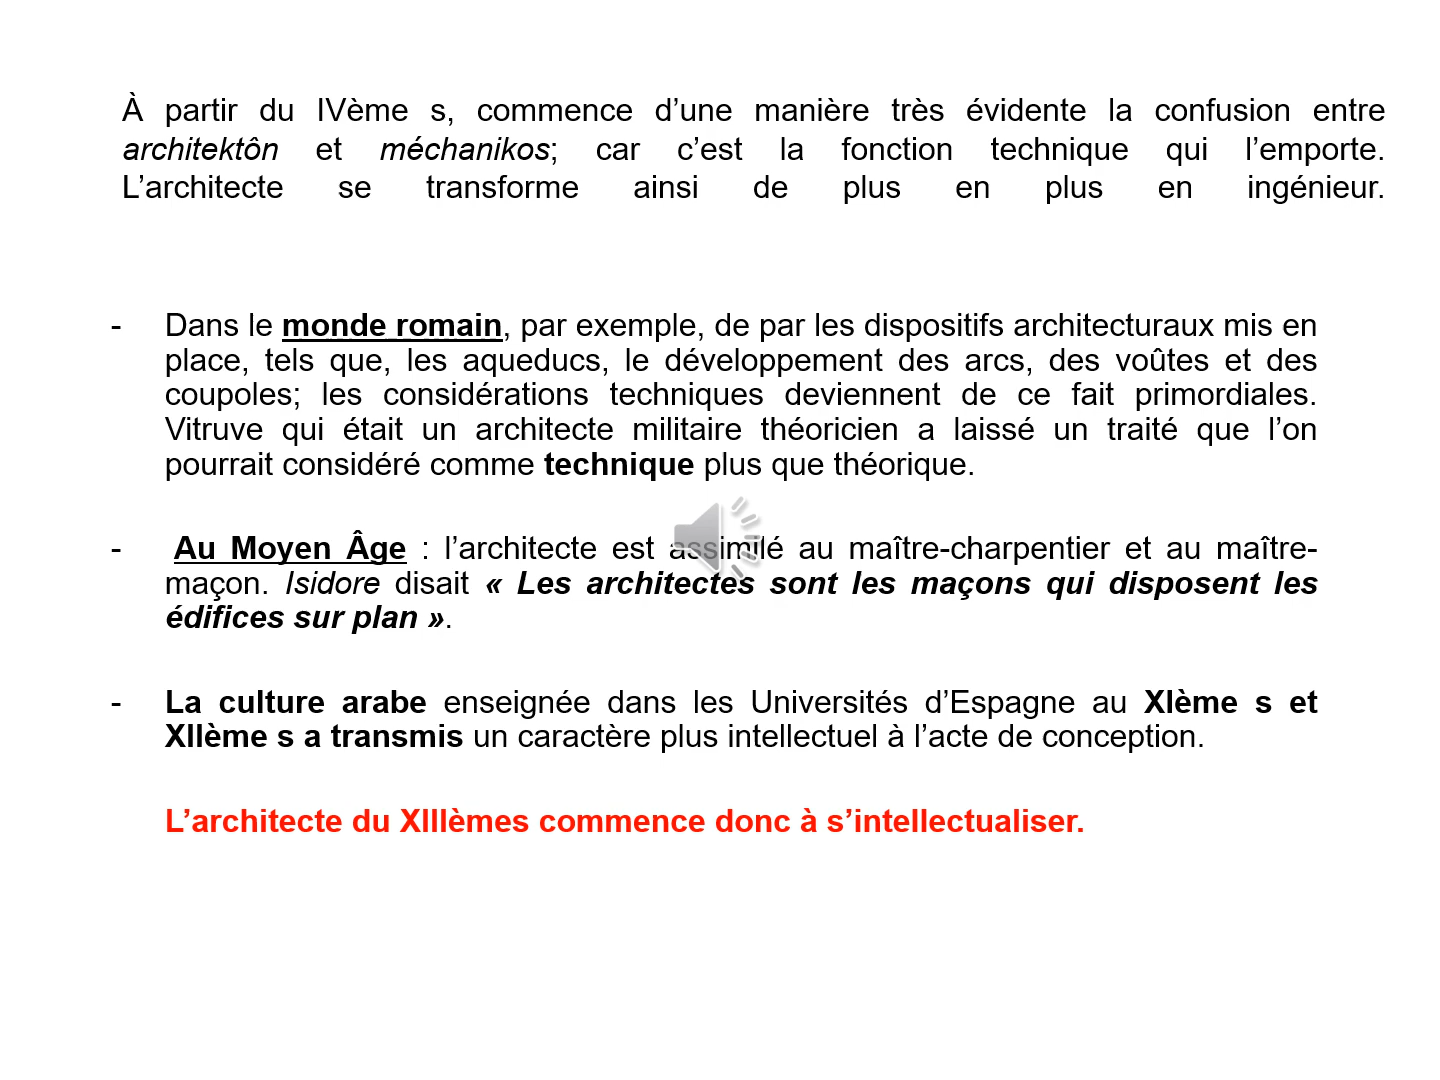 À partir du IVème s, commence d’une manière très évidente la confusion entre
architektôn et méchanikos; car c’est la fonction technique qui l’emporte.
L’architecte se transforme ainsi de plus en plus en ingénieur.
- Dans le monde romain, par exemple, de par les dispositifs architecturaux mis en
place, tels que, les aqueducs, le développement des arcs, des voûtes et des
coupoles; les considérations techniques deviennent de ce fait primordiales.
Vitruve qui était un architecte militaire théoricien a laissé un traité que l’on
pourrait considéré comme technique plus que théorique.
- Au Moyen Âge : l’architecte est assimilé au maître-charpentier et au maître-
maçon. Isidore disait « Les architectes sont les maçons qui disposent les
édifices sur plan ».
- La culture arabe enseignée dans les Universités d’Espagne au XIème s et
XIIème s a transmis un caractère plus intellectuel à l’acte de conception.
L’architecte du XIIIèmes commence donc à s’intellectualiser.